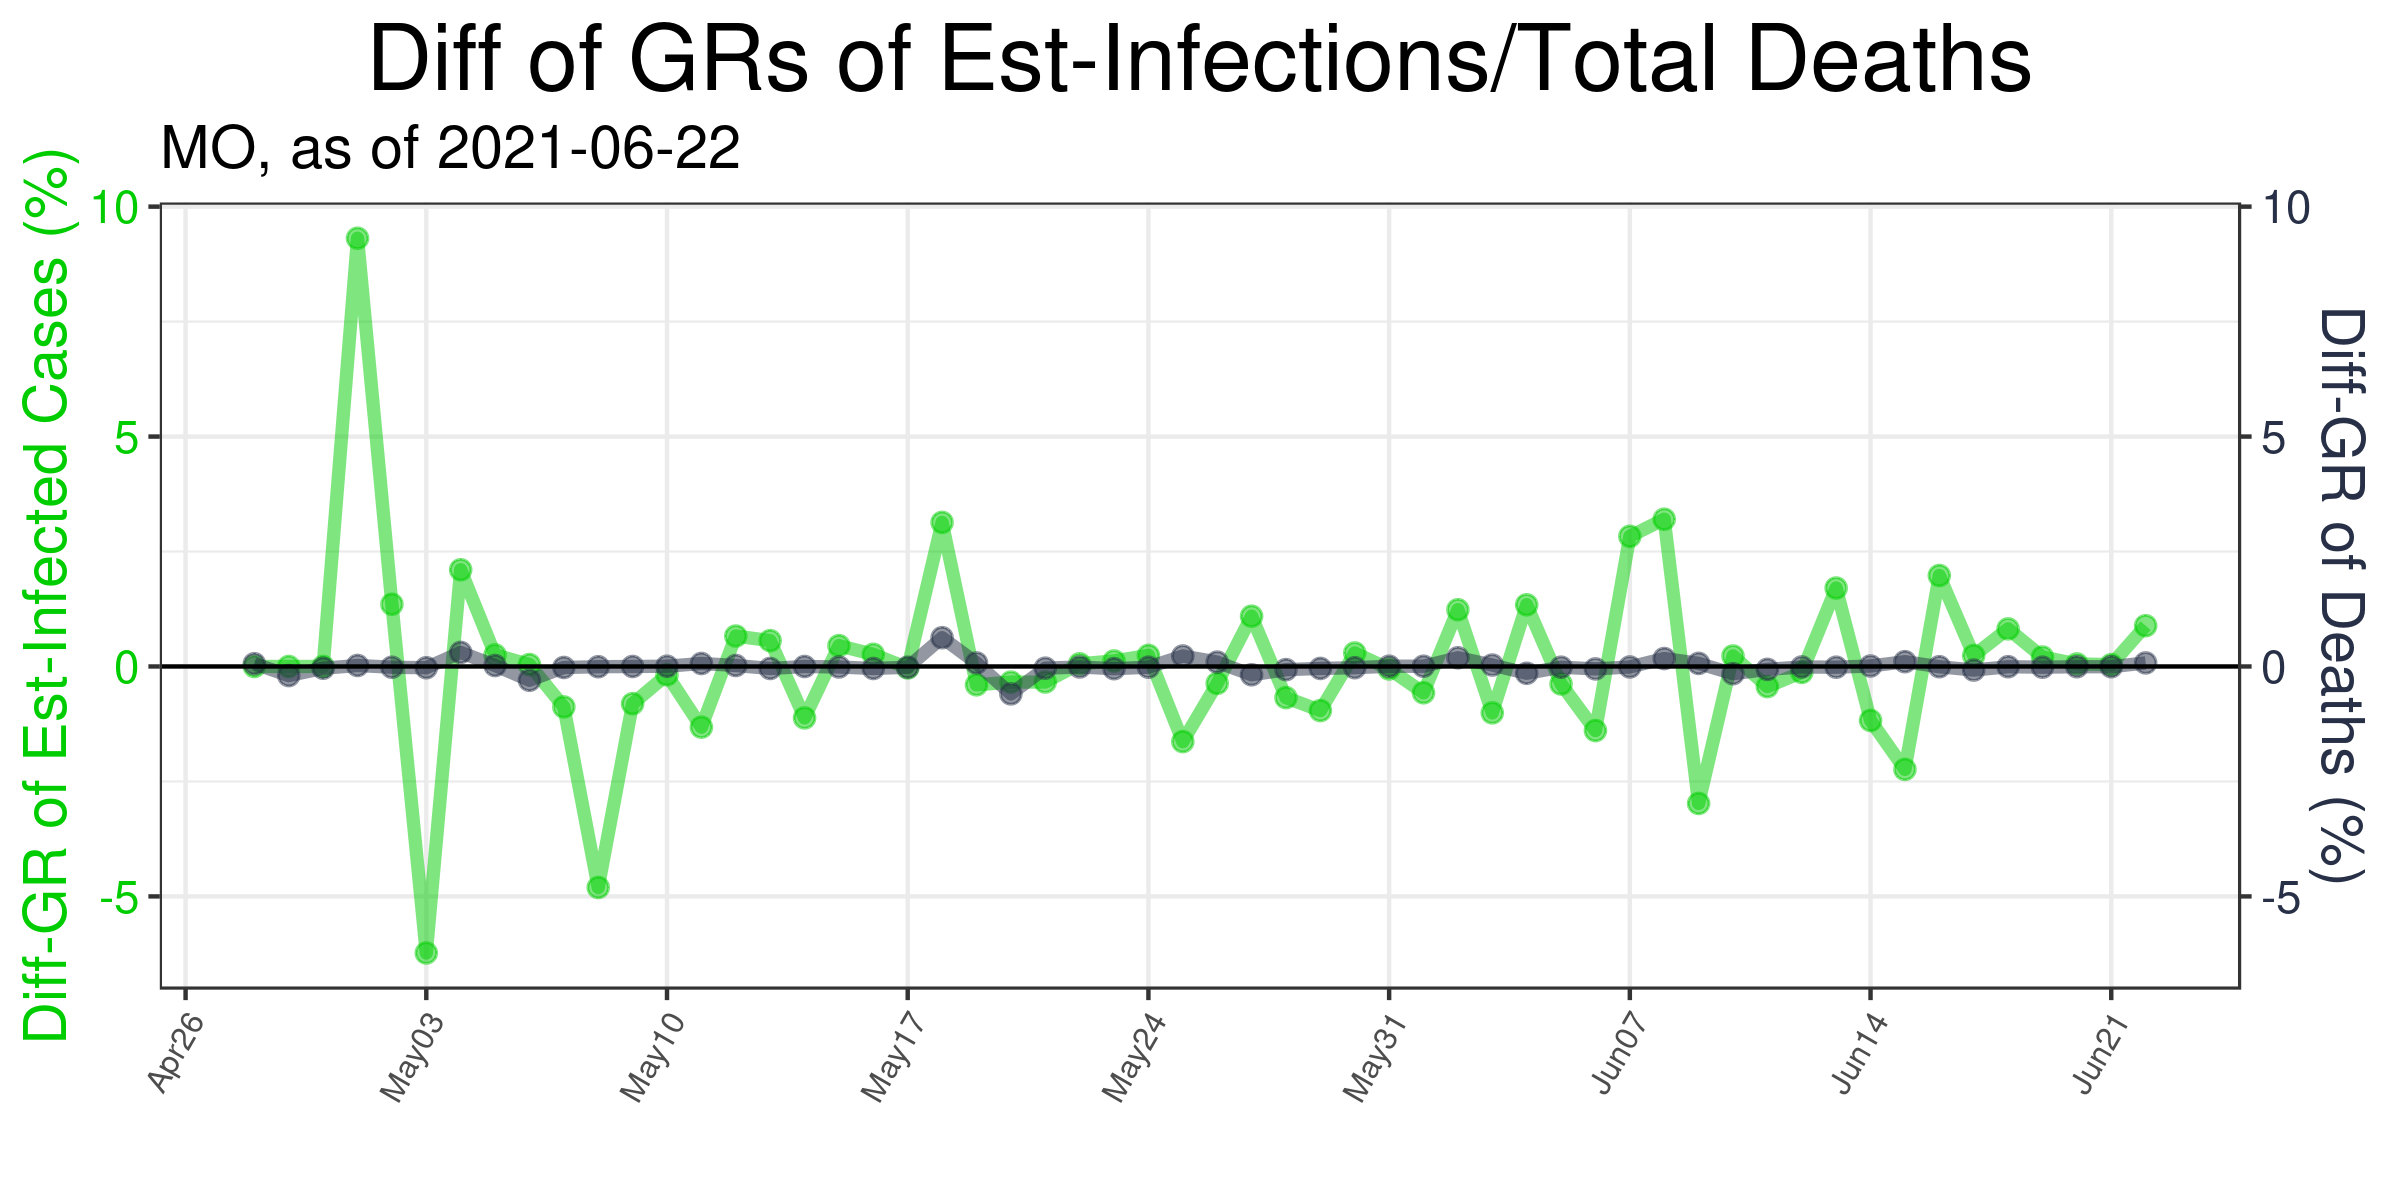 Diff of GRs of Est-Infections/Total Deaths
MO, as of 2021-06-22
Diff-GR of Est-Infected Cases (%)
10
5
0
-5
10
5
0
-5
Diff-GR of Deaths (%)
Apr26
May03
May10
May17
May24
May31
Jun07
Jun14
Jun21